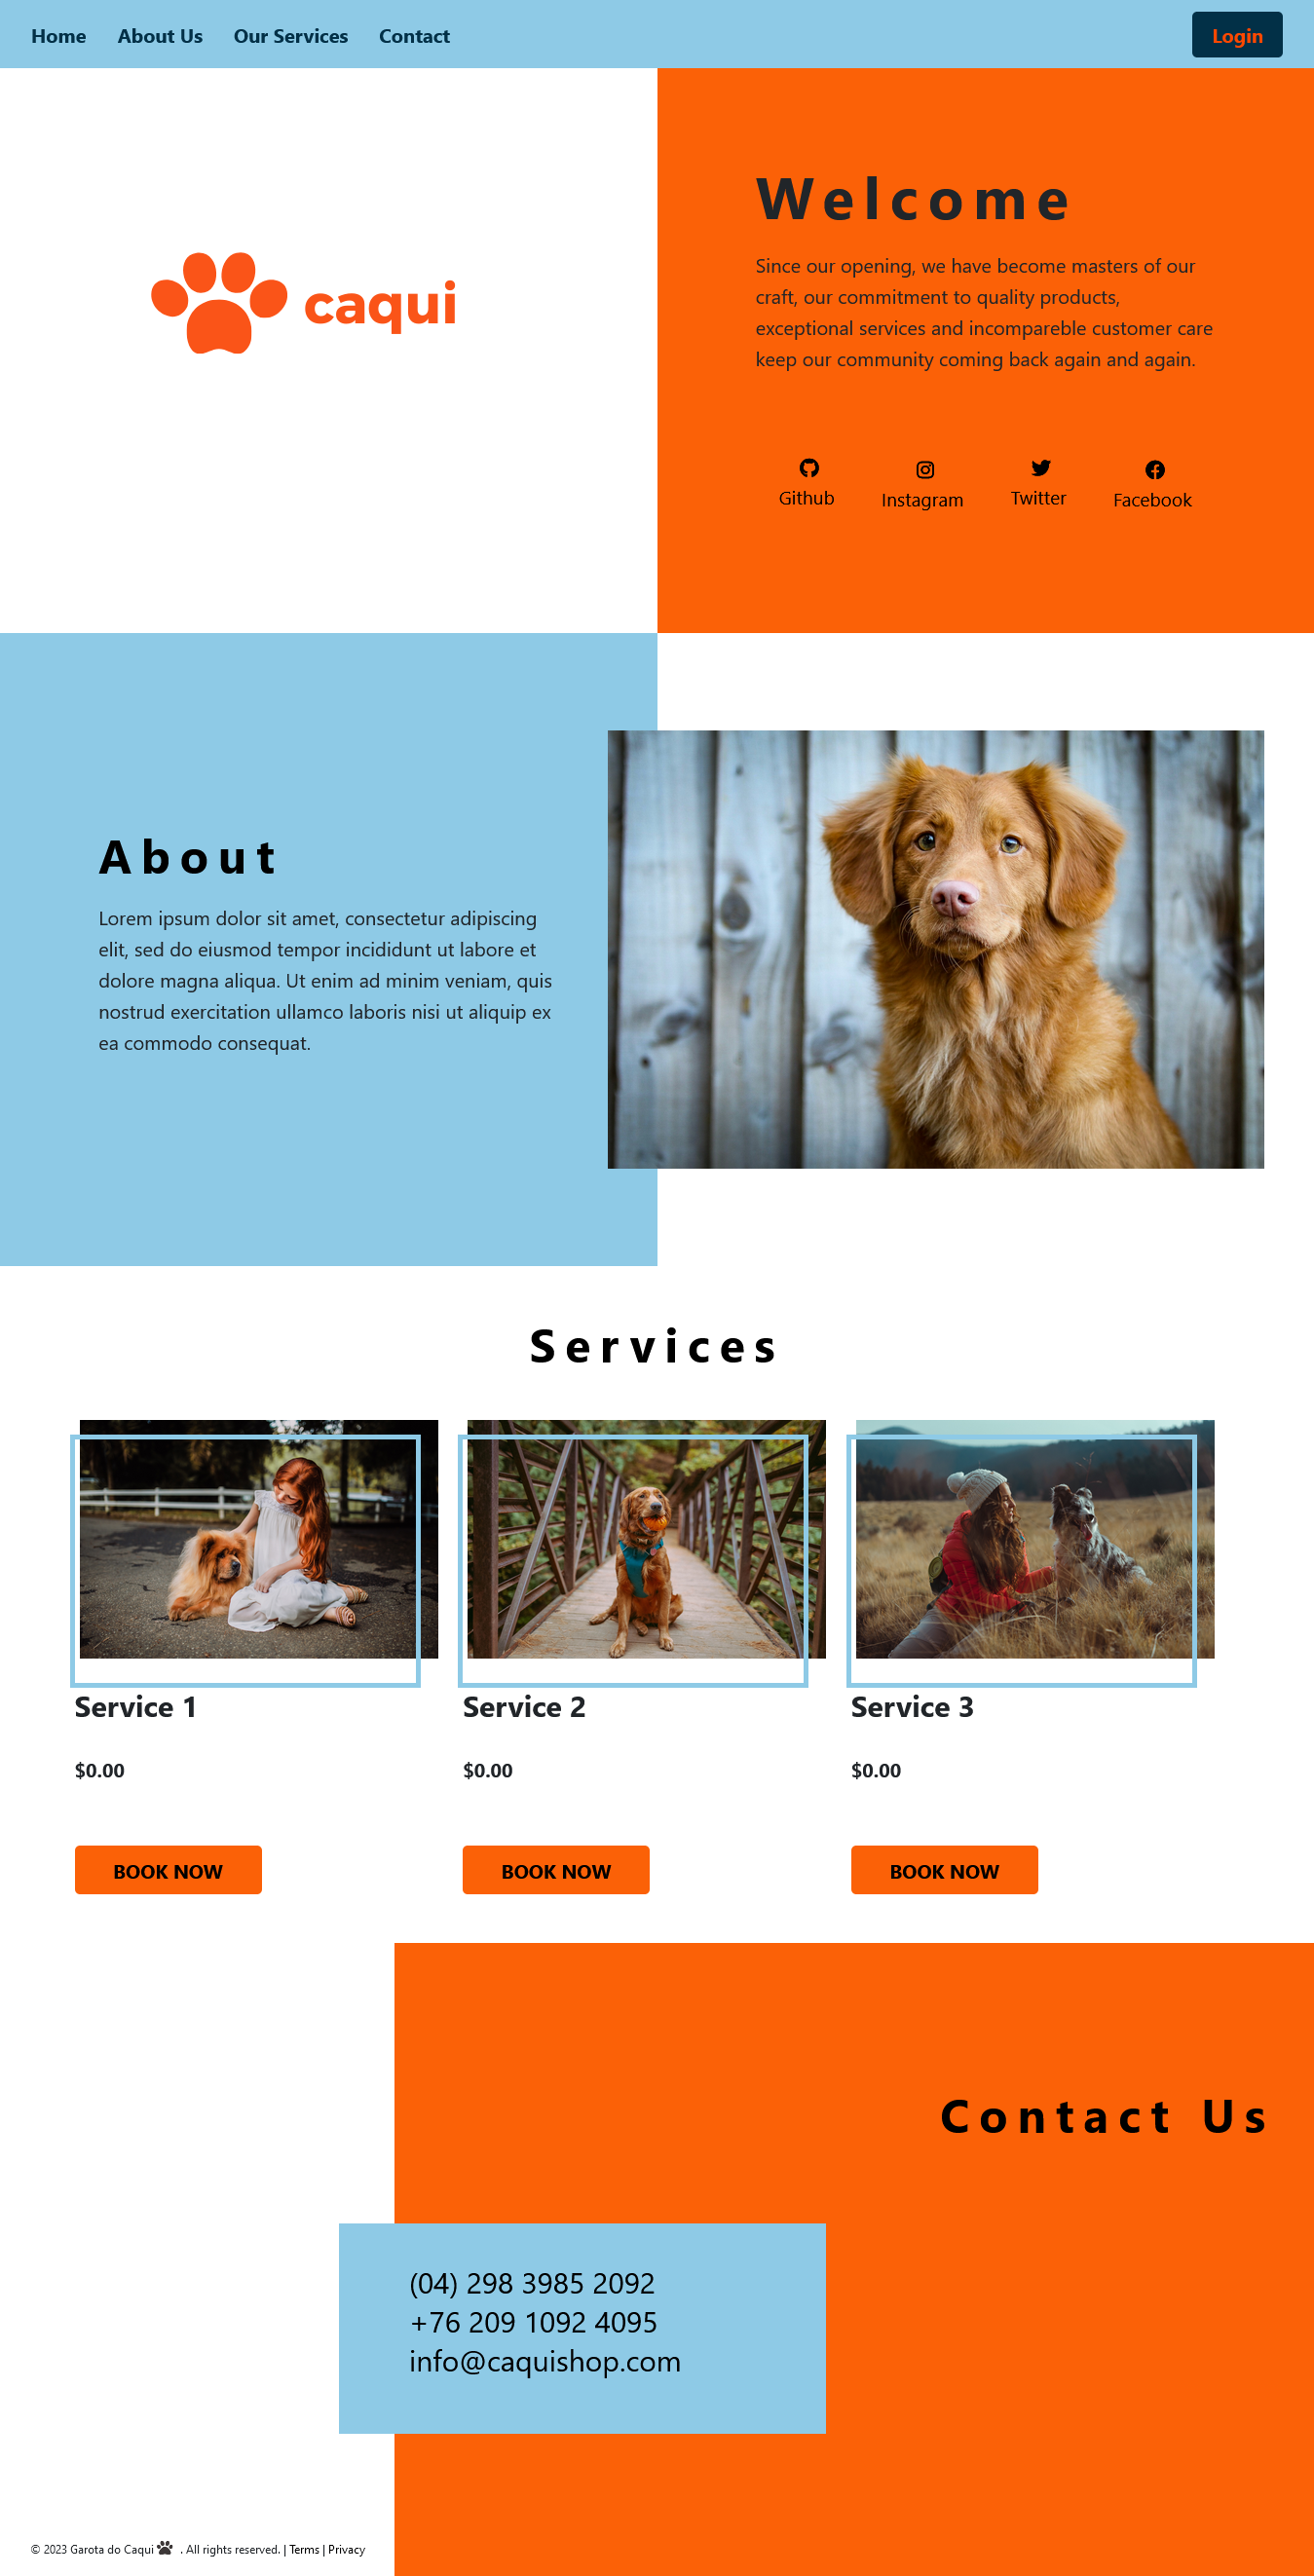 Home About Us Our Services Contact Login
caqui
Welcome
Since our opening, we have become masters of our
craft, our commitment to quality products,
exceptional services and incompareble customer care
keep our community coming back again and again.
Github Instagram Twitter Facebook
About
Lorem ipsum dolor sit amet, consectetur adipiscing
elit, sed do eiusmod tempor incididunt ut labore et
dolore magna aliqua. Ut enim ad minim veniam, quis
nostrud exercitation ullamco laboris nisi ut aliquip ex
ea commodo consequat.
Services
Service 1
$0.00
BOOK NOW
Service 2
$0.00
BOOK NOW
Service 3
$0.00
BOOK NOW
Contact Us
(04) 298 3985 2092
+76 209 1092 4095
info@caquishop.com
© 2023 Garota do Caqui . All rights reserved. | Terms | Privacy